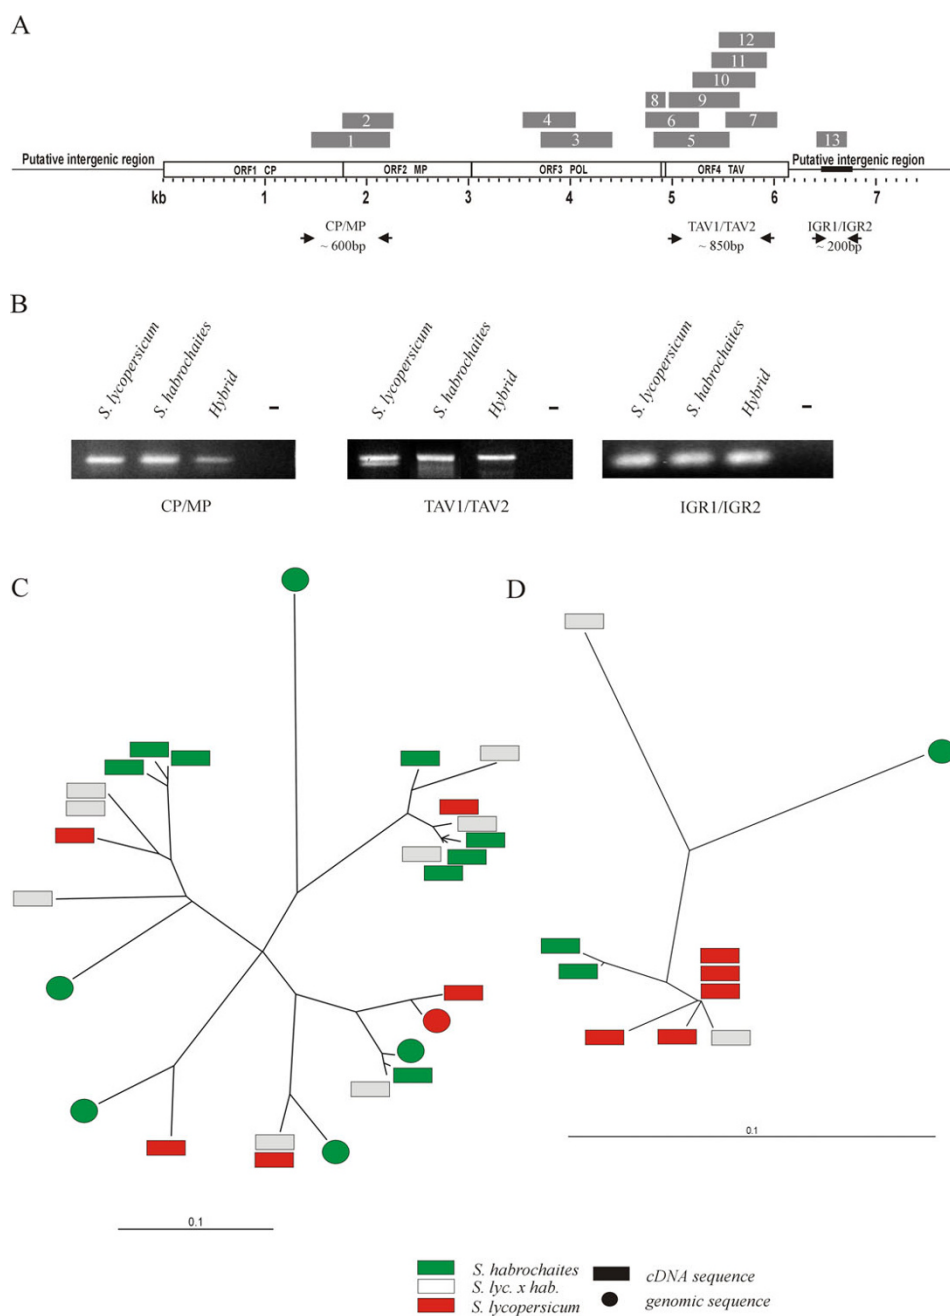 A
12
11
10
8 9
2 4 6 7
1 3 5 13
Putative intergenic region Putative intergenic region
ORF1 CP ORF2 MP ORF3 POL ORF4 TAV
kb 1 2 3 4 5 6 7
CP/MP TAV1/TAV2 IGR1/IGR2
~ 600bp ~ 850bp ~ 200bp
B
S. lycopersicum S. habrochaites Hybrid - S. lycopersicum S. habrochaites Hybrid - S. lycopersicum S. habrochaites Hybrid -
CP/MP TAV1/TAV2 IGR1/IGR2
C D
0.1
0.1
S. habrochaites
S. lyc. x hab.
S. lycopersicum
cDNA sequence
genomic sequence